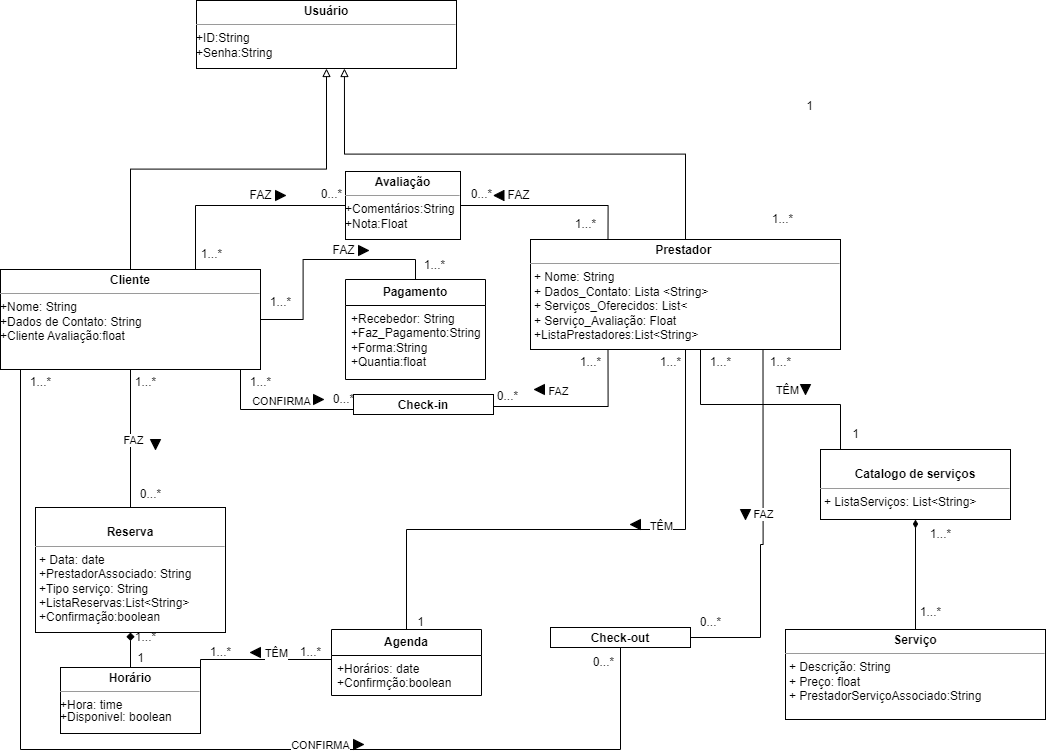 Usuário
+ID:String
+Senha:String
1
Avaliação
+Comentários:String
+Nota:Float
FAZ
0...*
0...*
FAZ
1...*
1...*
1...*
FAZ
1...*
1...*
Cliente
+Nome: String
+Dados de Contato: String
+Cliente Avaliação:float
Pagamento
+Recebedor: String
+Faz_Pagamento:String
+Forma:String
+Quantia:float
Prestador
+ Nome: String
+ Dados_Contato: Lista <String>
+ Serviços_Oferecidos: List<
+ Serviço_Avaliação: Float
+ListaPrestadores:List<String>
1...*
1...*
1...*
1...*
1...*
1...*
1...*
CONFIRMA
0...*
Check-in
0...*
FAZ
TÊM
1
FAZ
0...*
Catalogo de serviços
+ ListaServiços: List<String>
1...*
1...*
Reserva
+ Data: date
+PrestadorAssociado: String
+Tipo serviço: String
+ListaReservas:List<String>
+Confirmação:boolean
TÊM
FAZ
1...*
1
1
0...*
Horário
+Hora: time
+Disponivel: boolean
1...*
TÊM
1...*
Agenda
+Horários: date
+Confirmção:boolean
Check-out
0...*
Serviço
+ Descrição: String
+ Preço: float
+ PrestadorServiçoAssociado:String
CONFIRMA